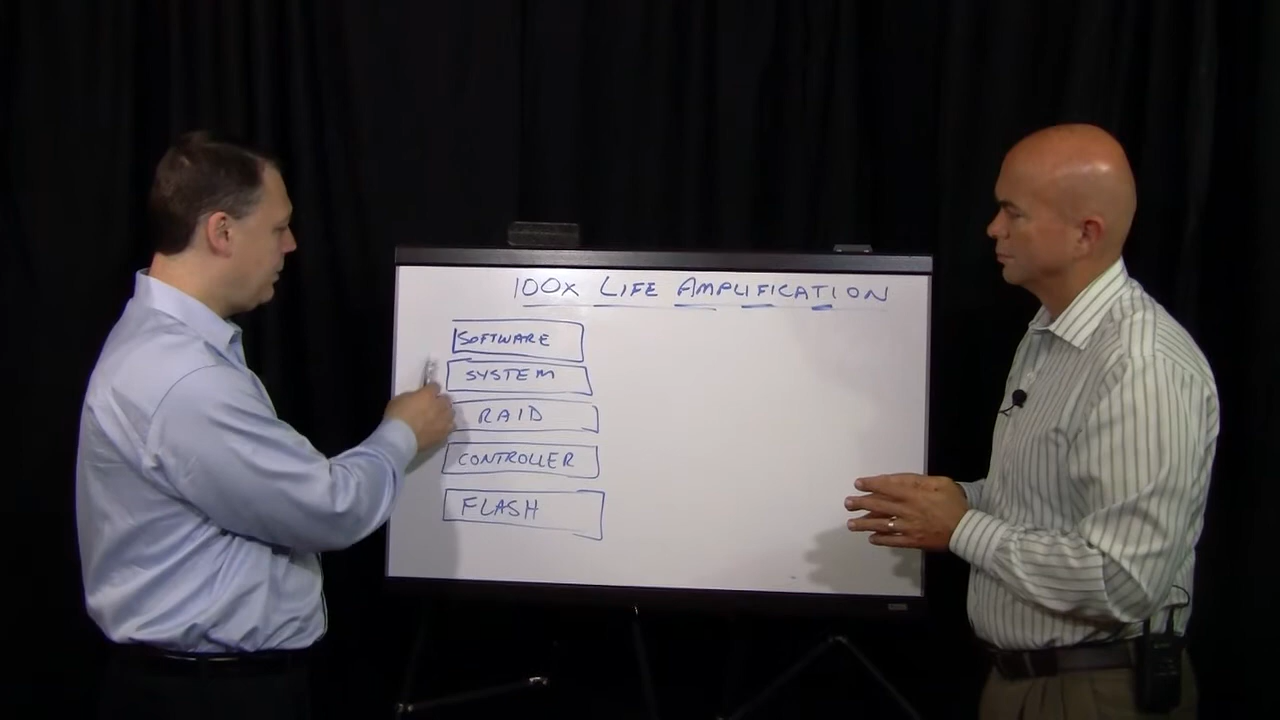 100x LIFE AMPLIFICATION
SOFTWARE
SYSTEM
RAID
CONTROLLER
FLASH